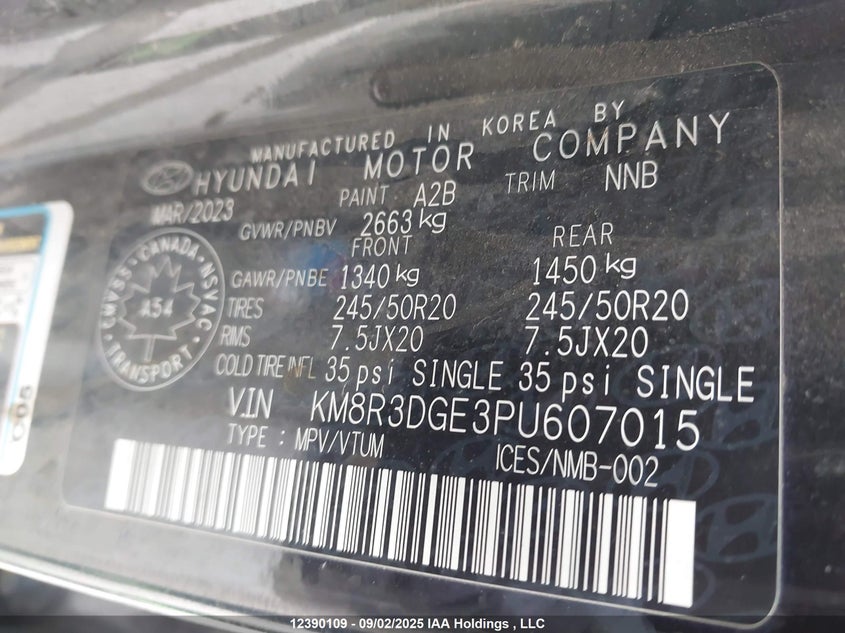 MANUFACTURED IN KOREA BY
HYUNDAI MOTOR COMPANY
MAR/2023 PAINT A2B TRIM NNB
GVWR/PNBV 2663 kg
FRONT REAR
GAWR/PNBE 1340 kg 1450 kg
TIRES 245/50R20 245/50R20
RIMS 7.5JX20 7.5JX20
COLD TIRE INFL 35 psi SINGLE 35 psi SINGLE
VIN KM8R3DGE3PU607015
TYPE : MPV/VTUM ICES/NMB-002
CMVSS · CANADA · NSVAC
A54
TRANSPORT
12390109 - 09/02/2025 IAA Holdings , LLC